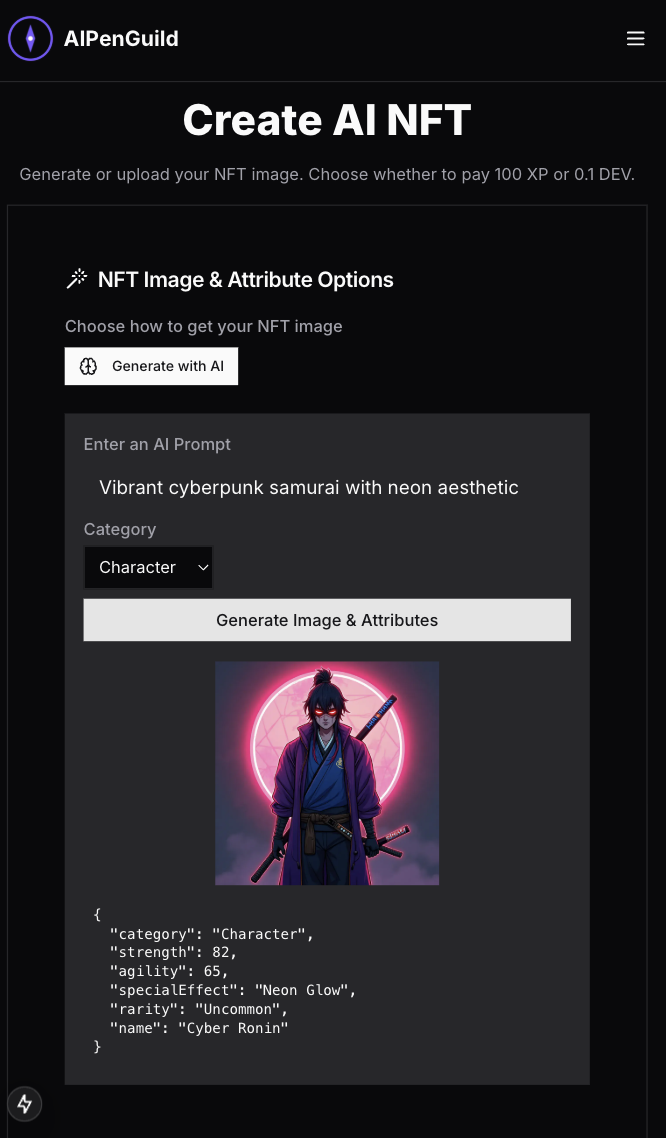 AIPenGuild
Create AI NFT
Generate or upload your NFT image. Choose whether to pay 100 XP or 0.1 DEV.
NFT Image & Attribute Options
Choose how to get your NFT image
Generate with AI
Enter an AI Prompt
Vibrant cyberpunk samurai with neon aesthetic
Category
Character
Generate Image & Attributes
{
"category": "Character",
"strength": 82,
"agility": 65,
"specialEffect": "Neon Glow",
"rarity": "Uncommon",
"name": "Cyber Ronin"
}